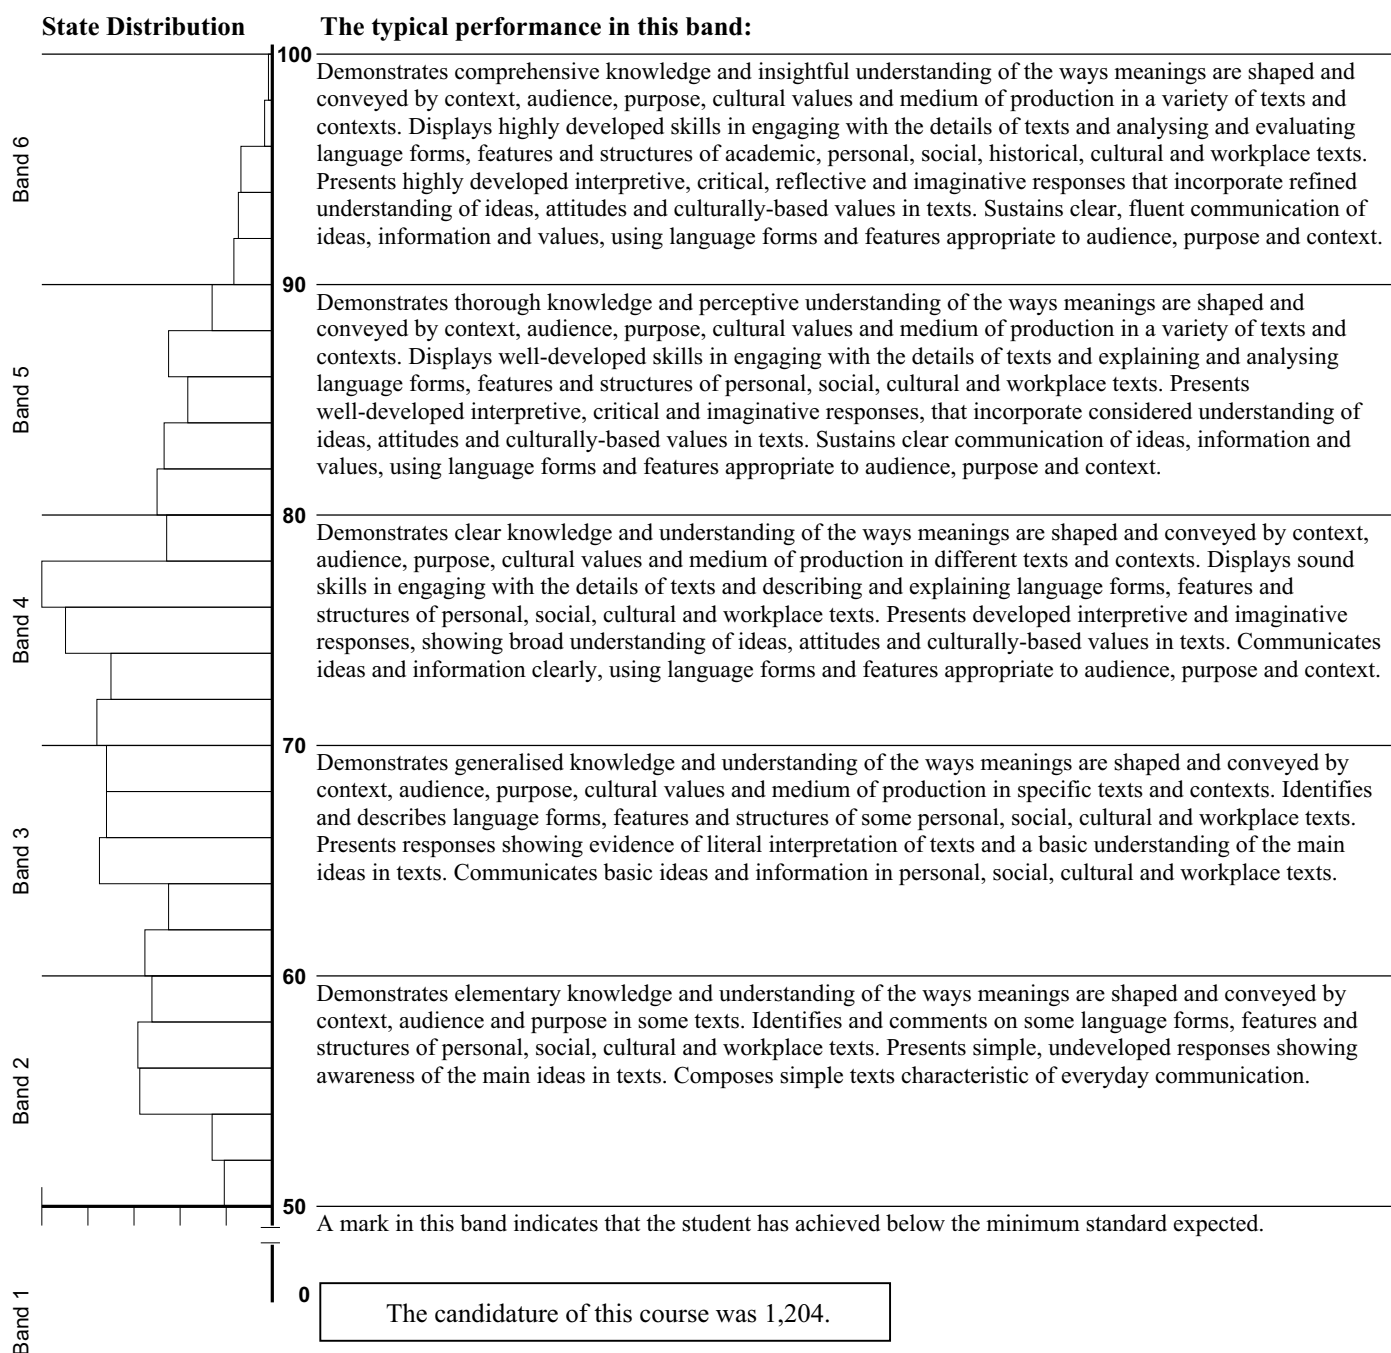 State Distribution
The typical performance in this band:
100
Band 6
Demonstrates comprehensive knowledge and insightful understanding of the ways meanings are shaped and
conveyed by context, audience, purpose, cultural values and medium of production in a variety of texts and
contexts. Displays highly developed skills in engaging with the details of texts and analysing and evaluating
language forms, features and structures of academic, personal, social, historical, cultural and workplace texts.
Presents highly developed interpretive, critical, reflective and imaginative responses that incorporate refined
understanding of ideas, attitudes and culturally-based values in texts. Sustains clear, fluent communication of
ideas, information and values, using language forms and features appropriate to audience, purpose and context.
90
Band 5
Demonstrates thorough knowledge and perceptive understanding of the ways meanings are shaped and
conveyed by context, audience, purpose, cultural values and medium of production in a variety of texts and
contexts. Displays well-developed skills in engaging with the details of texts and explaining and analysing
language forms, features and structures of personal, social, cultural and workplace texts. Presents
well-developed interpretive, critical and imaginative responses, that incorporate considered understanding of
ideas, attitudes and culturally-based values in texts. Sustains clear communication of ideas, information and
values, using language forms and features appropriate to audience, purpose and context.
80
Band 4
Demonstrates clear knowledge and understanding of the ways meanings are shaped and conveyed by context,
audience, purpose, cultural values and medium of production in different texts and contexts. Displays sound
skills in engaging with the details of texts and describing and explaining language forms, features and
structures of personal, social, cultural and workplace texts. Presents developed interpretive and imaginative
responses, showing broad understanding of ideas, attitudes and culturally-based values in texts. Communicates
ideas and information clearly, using language forms and features appropriate to audience, purpose and context.
70
Band 3
Demonstrates generalised knowledge and understanding of the ways meanings are shaped and conveyed by
context, audience, purpose, cultural values and medium of production in specific texts and contexts. Identifies
and describes language forms, features and structures of some personal, social, cultural and workplace texts.
Presents responses showing evidence of literal interpretation of texts and a basic understanding of the main
ideas in texts. Communicates basic ideas and information in personal, social, cultural and workplace texts.
60
Band 2
Demonstrates elementary knowledge and understanding of the ways meanings are shaped and conveyed by
context, audience and purpose in some texts. Identifies and comments on some language forms, features and
structures of personal, social, cultural and workplace texts. Presents simple, undeveloped responses showing
awareness of the main ideas in texts. Composes simple texts characteristic of everyday communication.
50
A mark in this band indicates that the student has achieved below the minimum standard expected.
Band 1
0
The candidature of this course was 1,204.